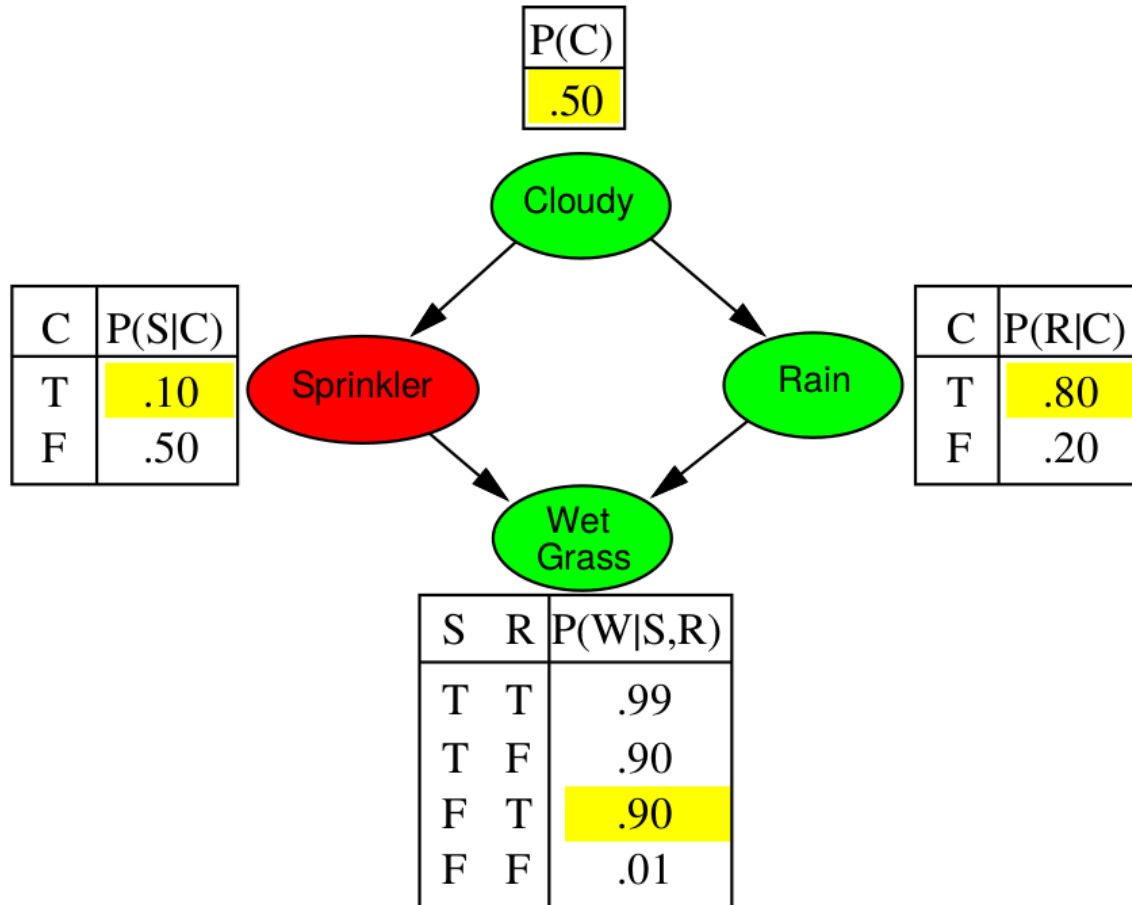 P(C)
.50
Cloudy
C P(S|C)
T .10
F .50
Sprinkler
Rain
C P(R|C)
T .80
F .20
Wet
Grass
S R P(W|S,R)
T T .99
T F .90
F T .90
F F .01